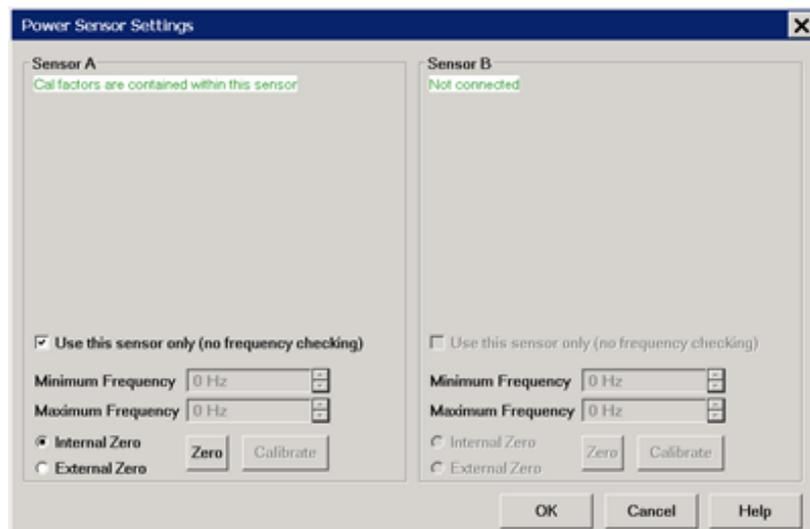 Power Sensor Settings
Sensor A
Cal factors are contained within this sensor
Use this sensor only (no frequency checking)
Minimum Frequency 0 Hz
Maximum Frequency 0 Hz
Internal Zero
External Zero
Zero
Calibrate
Sensor B
Not connected
Use this sensor only (no frequency checking)
Minimum Frequency 0 Hz
Maximum Frequency 0 Hz
Internal Zero
External Zero
Zero
Calibrate
OK
Cancel
Help